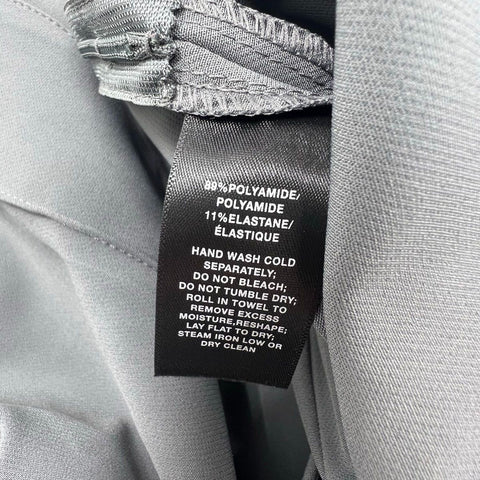 89%POLYAMIDE/
POLYAMIDE
11%ELASTANE/
ÉLASTIQUE
HAND WASH COLD
SEPARATELY;
DO NOT BLEACH;
DO NOT TUMBLE DRY;
ROLL IN TOWEL TO
REMOVE EXCESS
MOISTURE,RESHAPE;
LAY FLAT TO DRY;
STEAM IRON LOW OR
DRY CLEAN